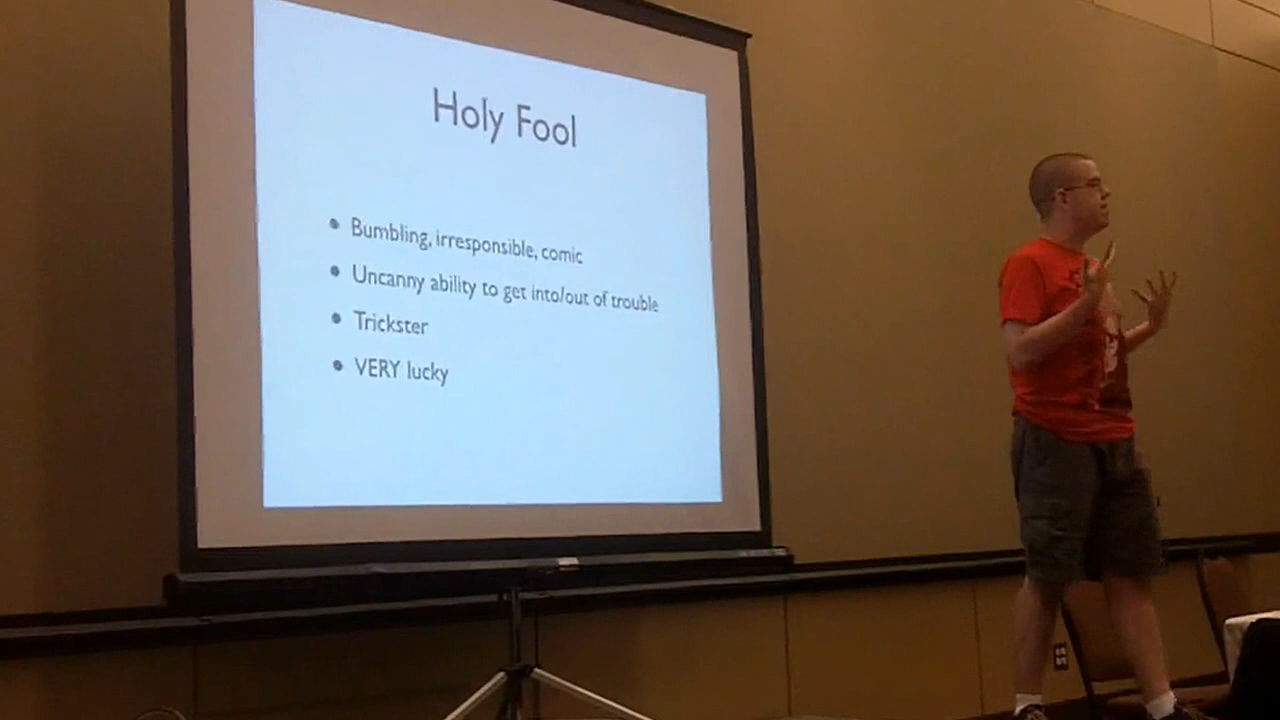 Holy Fool
• Bumbling, irresponsible, comic
• Uncanny ability to get into/out of trouble
• Trickster
• VERY lucky